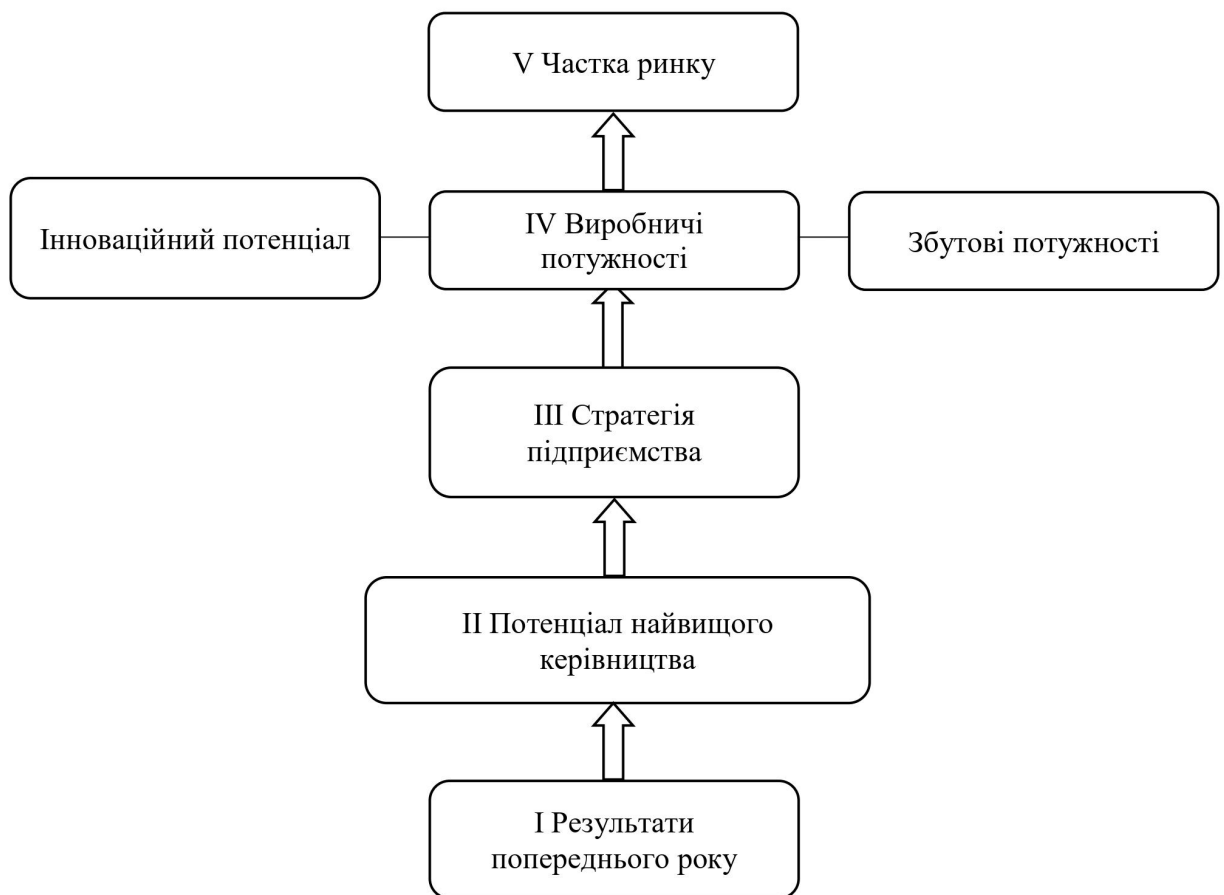 V Частка ринку
Інноваційний потенціал
IV Виробничі
потужності
Збутові потужності
III Стратегія
підприємства
II Потенціал найвищого
керівництва
I Результати
попереднього року